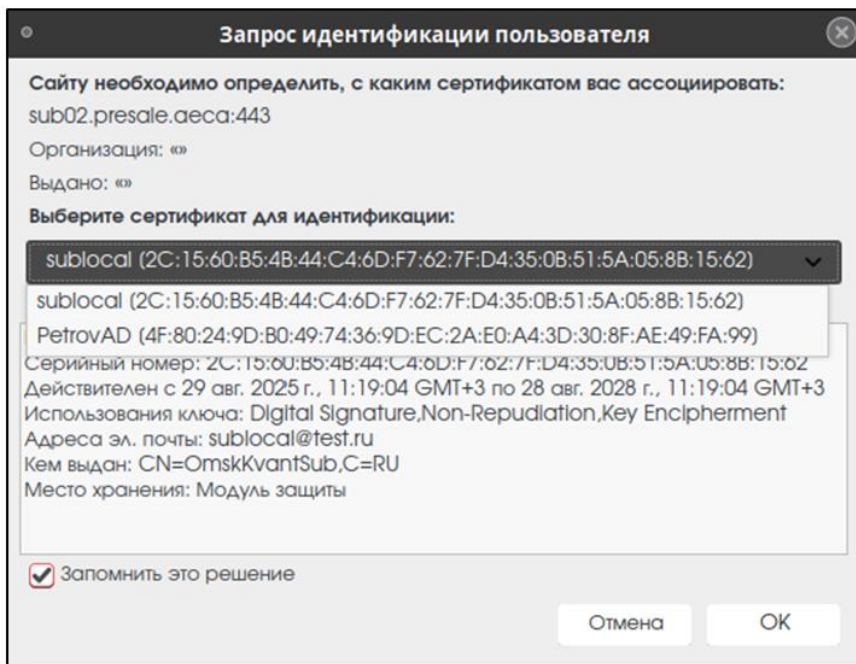 Запрос идентификации пользователя
Сайту необходимо определить, с каким сертификатом вас ассоциировать:
sub02.presale.aeca:443
Организация: «»
Выдано: «»
Выберите сертификат для идентификации:
sublocal (2C:15:60:B5:4B:44:C4:6D:F7:62:7F:D4:35:0B:51:5A:05:8B:15:62)
sublocal (2C:15:60:B5:4B:44:C4:6D:F7:62:7F:D4:35:0B:51:5A:05:8B:15:62)
PetrovAD (4F:80:24:9D:B0:49:74:36:9D:EC:2A:E0:A4:3D:30:8F:AE:49:FA:99)
Серийный номер: 2C:15:60:B5:4B:44:C4:6D:F7:62:7F:D4:35:0B:51:5A:05:8B:15:62
Действителен с 29 авг. 2025 г., 11:19:04 GMT+3 по 28 авг. 2028 г., 11:19:04 GMT+3
Использования ключа: Digital Signature,Non-Repudiation,Key Encipherment
Адреса эл. почты: sublocal@test.ru
Кем выдан: CN=OmskKvantSub,C=RU
Место хранения: Модуль защиты
Запомнить это решение
Отмена
OK